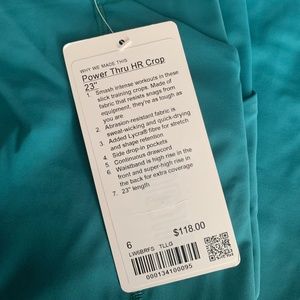 WHY WE MADE THIS
Power Thru HR Crop
23"
1. Smash intense workouts in these
slick training crops. Made of
fabric that resists snags from
equipment, they're as tough as
you are
2. Abrasion-resistant fabric is
sweat-wicking and quick-drying
3. Added Lycra® fibre for stretch
and shape retention
4. Side drop-in pockets
5. Continuous drawcord
6. Waistband is high rise in the
front and super-high rise in
the back for extra coverage
7. 23" length
6 $118.00
LW6BRFS TLLG
000134100095